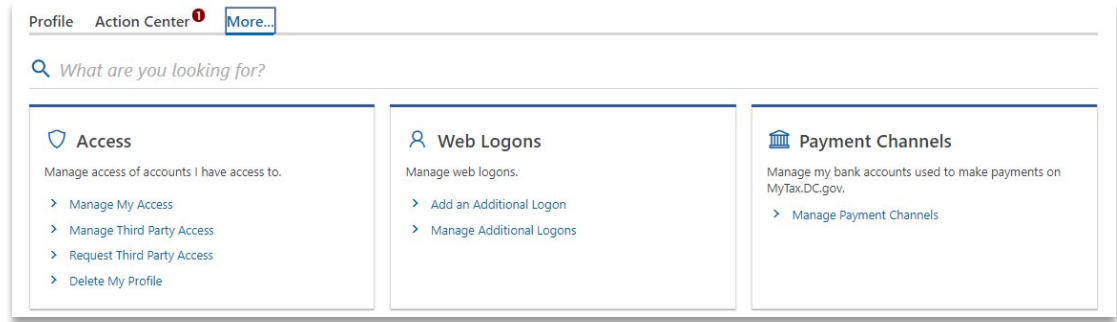 Profile Action Center 1 More...
What are you looking for?
Access
Manage access of accounts I have access to.
Manage My Access
Manage Third Party Access
Request Third Party Access
Delete My Profile
Web Logons
Manage web logons.
Add an Additional Logon
Manage Additional Logons
Payment Channels
Manage my bank accounts used to make payments on
MyTax.DC.gov.
Manage Payment Channels